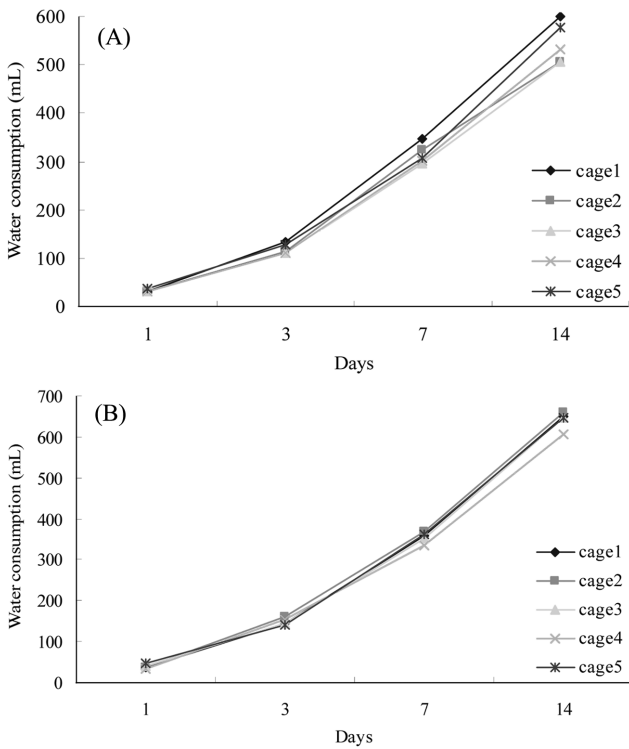 (A)
Water consumption (mL)
600
500
400
300
200
100
0
1 3 7 14
Days
cage1
cage2
cage3
cage4
cage5
(B)
Water consumption (mL)
700
600
500
400
300
200
100
0
1 3 7 14
Days
cage1
cage2
cage3
cage4
cage5